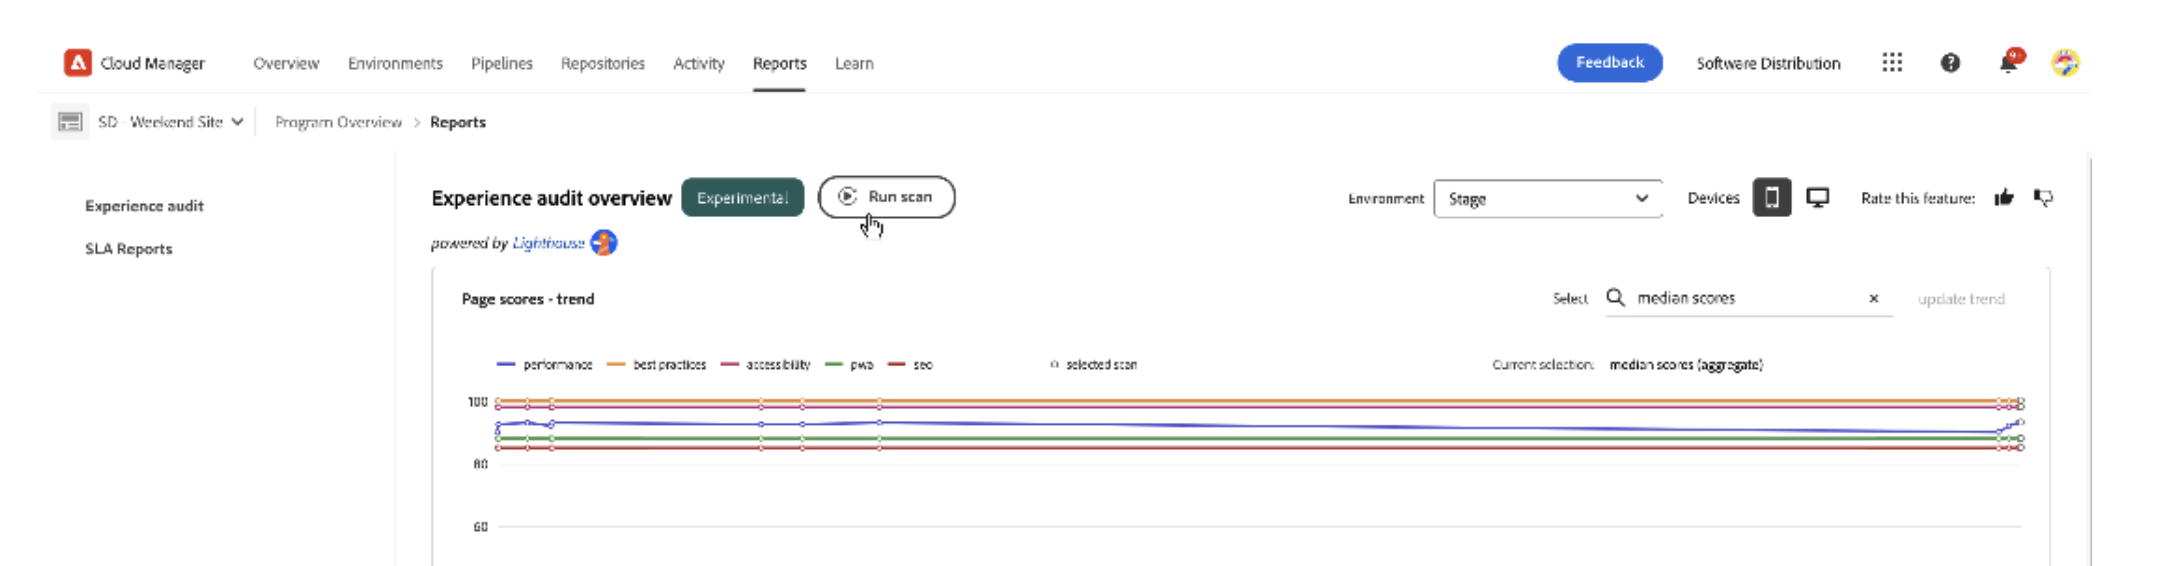 Cloud Manager Overview Environments Pipelines Repositories Activity Reports Learn Feedback Software Distribution 9+
SD - Weekend Site Program Overview > Reports
Experience audit
SLA Reports
Experience audit overview Experimental Run scan Environment Stage Devices Rate this feature:
powered by Lighthouse
Page scores - trend Select median scores × update trend
performance best practices accessibility pwa seo selected scan Current selection: median scores (aggregate)
100
80
60